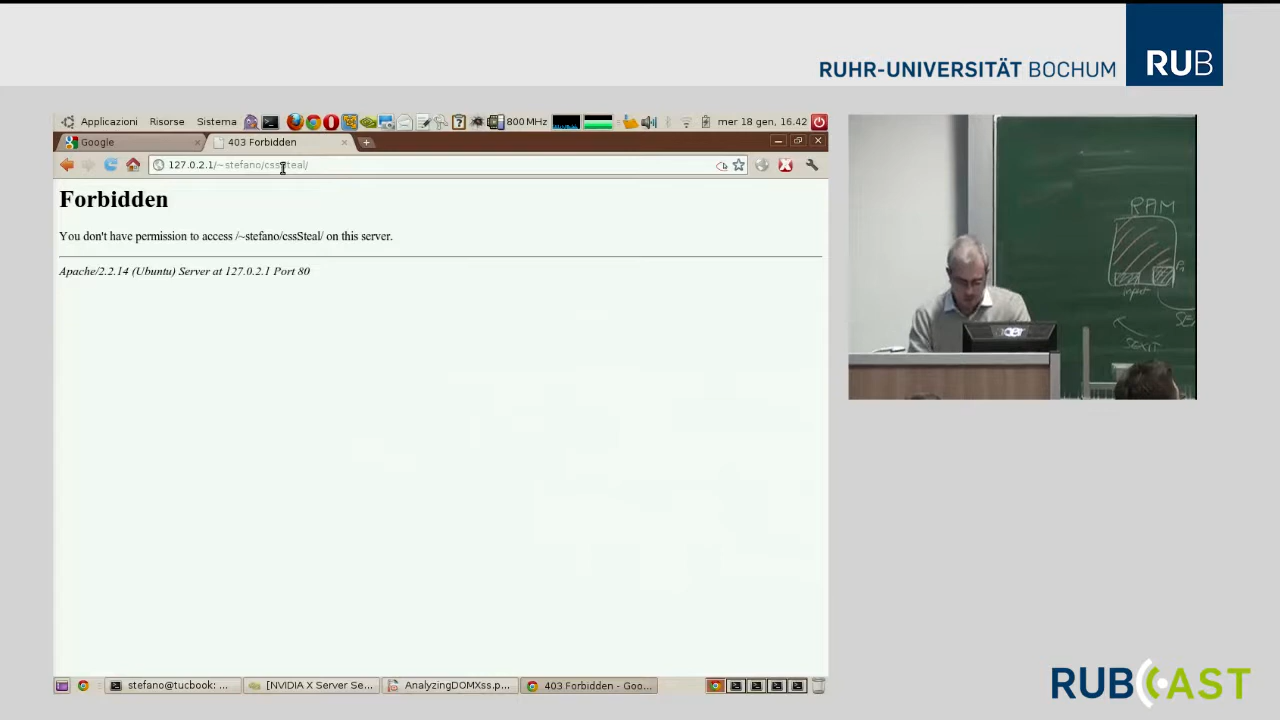 RUHR-UNIVERSITÄT BOCHUM
RUB
Applicazioni Risorse Sistema
800 MHz
mer 18 gen, 16.42
Google
403 Forbidden
127.0.2.1/~stefano/cssSteal/
Forbidden
You don't have permission to access /~stefano/cssSteal/ on this server.
Apache/2.2.14 (Ubuntu) Server at 127.0.2.1 Port 80
RAM
input
SEXIT
acer
stefano@tucbook: ...
[NVIDIA X Server Se...
AnalyzingDOMXss.p...
403 Forbidden - Goo...
RUBCAST